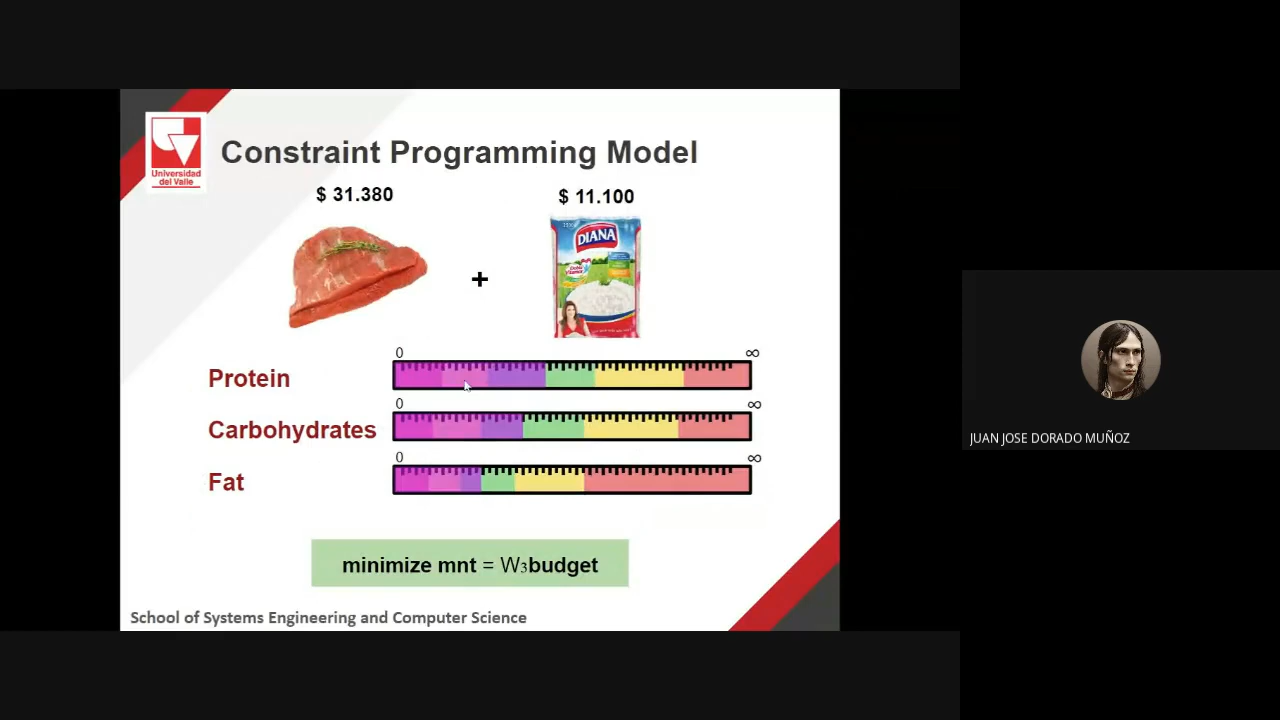 Universidad
del Valle
Constraint Programming Model
$ 31.380
$ 11.100
DIANA
+
0
∞
Protein
0
∞
Carbohydrates
0
∞
Fat
minimize mnt = W₃budget
School of Systems Engineering and Computer Science
JUAN JOSE DORADO MUÑOZ